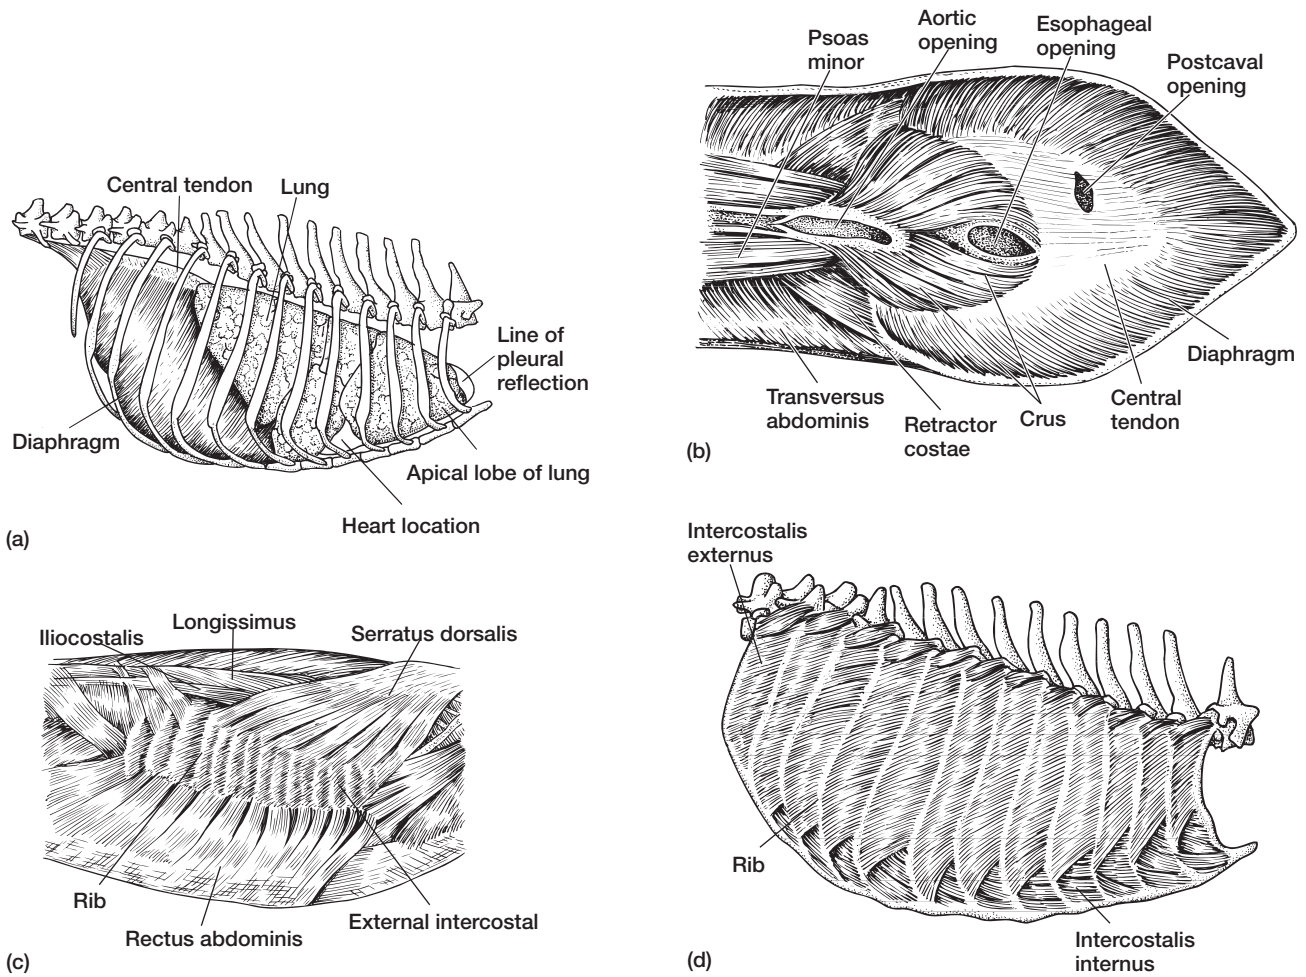 Central tendon
Lung
Line of
pleural
reflection
Diaphragm
Apical lobe of lung
Heart location
(a)
Aortic
opening
Esophageal
opening
Psoas
minor
Postcaval
opening
Diaphragm
Transversus
abdominis
Retractor
costae
Crus
Central
tendon
(b)
Iliocostalis
Longissimus
Serratus dorsalis
Rib
Rectus abdominis
External intercostal
(c)
Intercostalis
externus
Rib
Intercostalis
internus
(d)